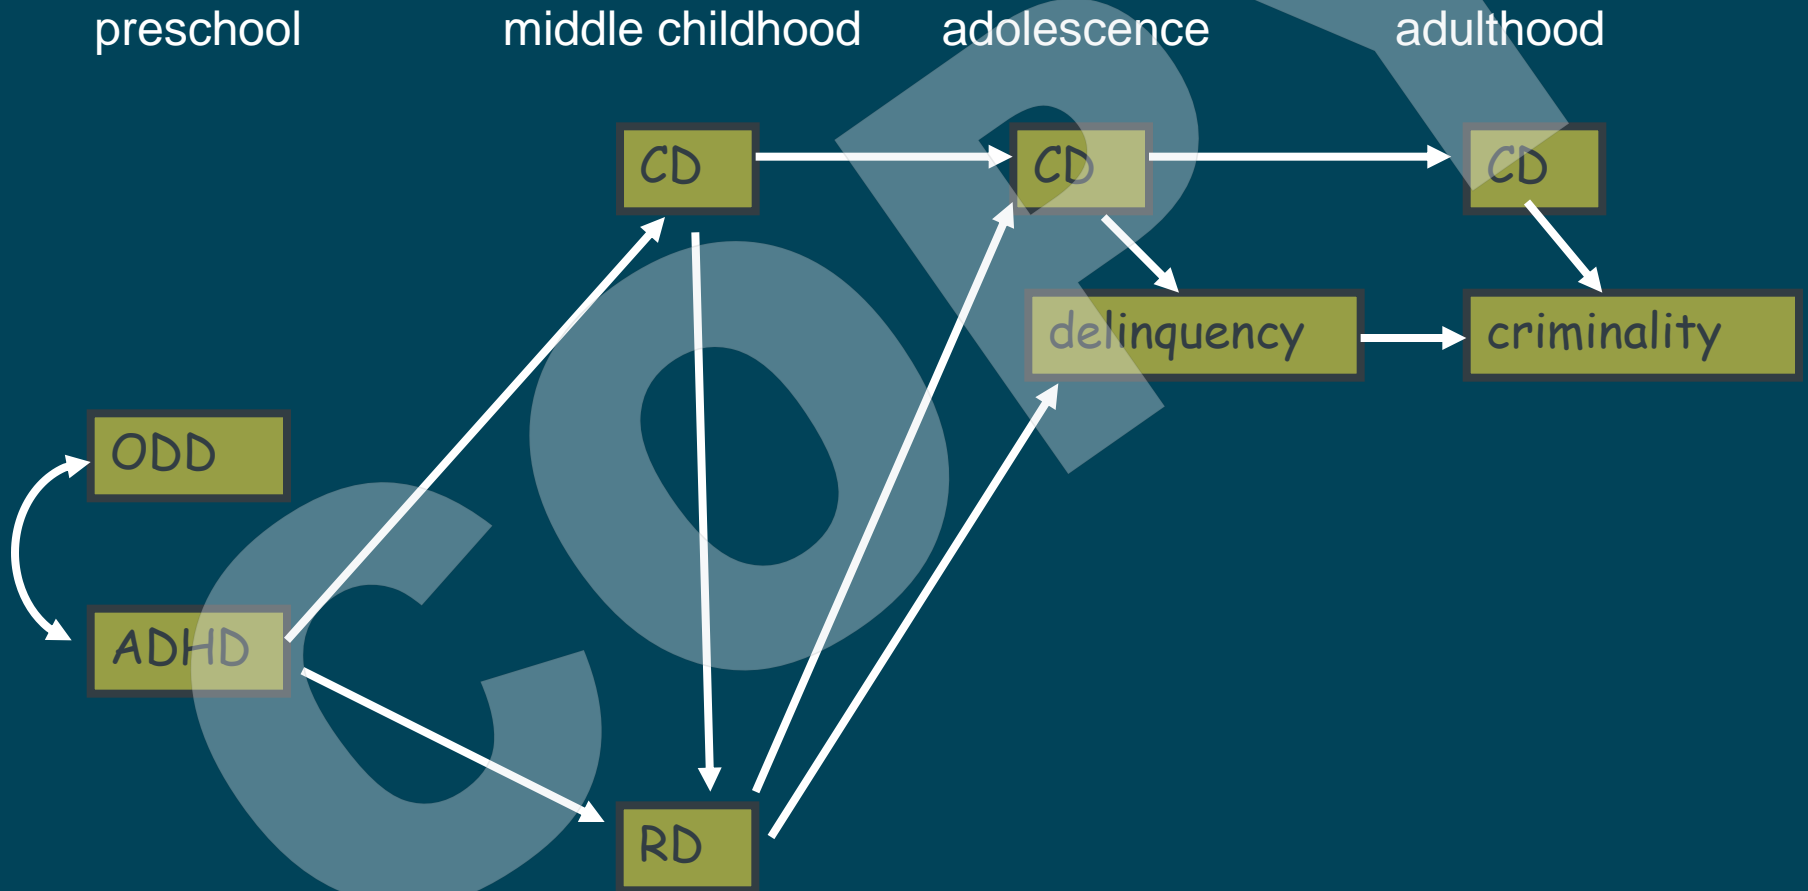 preschool middle childhood adolescence adulthood
CD CD CD
delinquency criminality
ODD
ADHD
RD
COPY